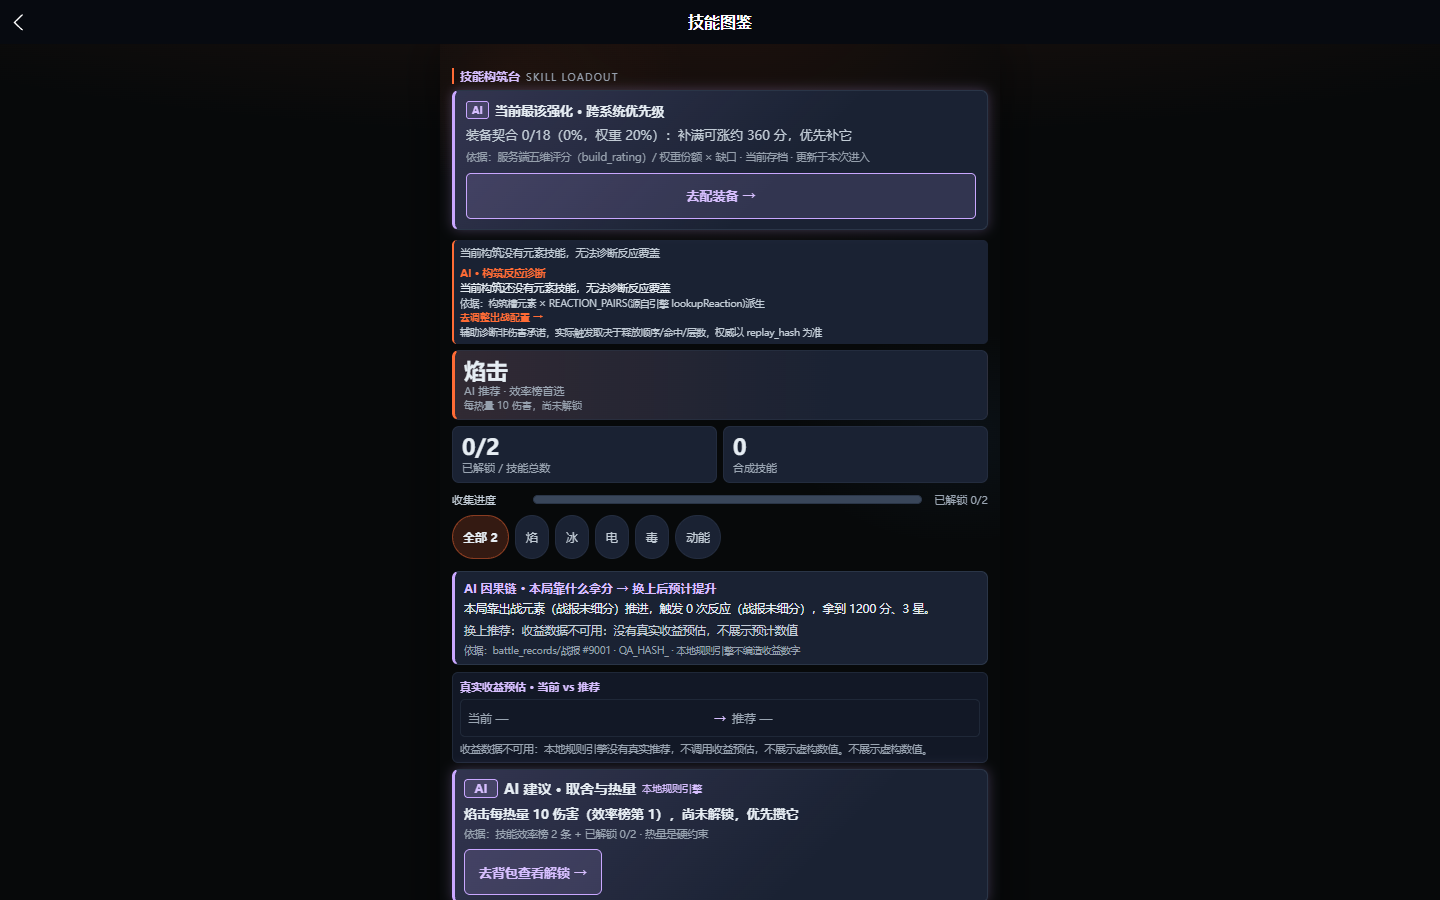 技能图鉴
技能构筑台 SKILL LOADOUT
AI 当前最该强化 • 跨系统优先级
装备契合 0/18（0%，权重 20%）：补满可涨约 360 分，优先补它
依据：服务端五维评分（build_rating）/ 权重份额 × 缺口 · 当前存档 · 更新于本次进入
去配装备 →
当前构筑没有元素技能，无法诊断反应覆盖
AI • 构筑反应诊断
当前构筑还没有元素技能，无法诊断反应覆盖
依据：构筑槽元素 × REACTION_PAIRS(源自引擎 lookupReaction)派生
去调整出战配置 →
辅助诊断非伤害承诺，实际触发取决于释放顺序/命中/层数，权威以 replay_hash 为准
焰击
AI 推荐 · 效率榜首选
每热量 10 伤害，尚未解锁
0/2
已解锁 / 技能总数
0
合成技能
收集进度 已解锁 0/2
全部 2 焰 冰 电 毒 动能
AI 因果链 • 本局靠什么拿分 → 换上后预计提升
本局靠出战元素（战报未细分）推进，触发 0 次反应（战报未细分），拿到 1200 分、3 星。
换上推荐：收益数据不可用：没有真实收益预估，不展示预计数值
依据：battle_records/战报 #9001 · QA_HASH_ · 本地规则引擎不编造收益数字
真实收益预估 • 当前 vs 推荐
当前 — → 推荐 —
收益数据不可用：本地规则引擎没有真实推荐，不调用收益预估，不展示虚构数值。不展示虚构数值。
AI AI 建议 • 取舍与热量 本地规则引擎
焰击每热量 10 伤害（效率榜第 1），尚未解锁，优先攒它
依据：技能效率榜 2 条 + 已解锁 0/2 · 热量是硬约束
去背包查看解锁 →